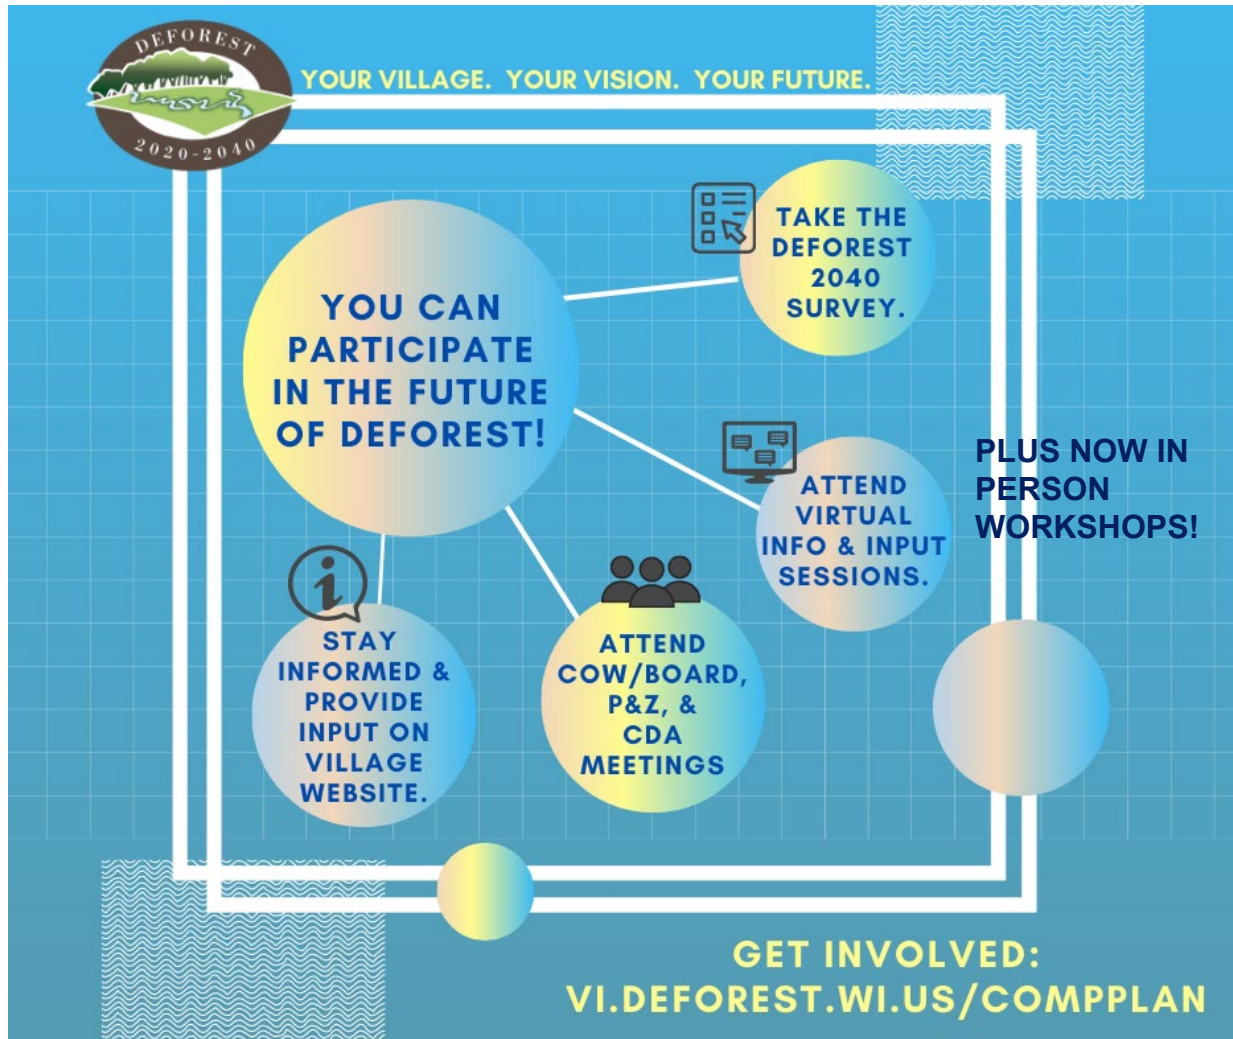 DEFOREST
2020-2040
YOUR VILLAGE. YOUR VISION. YOUR FUTURE.
YOU CAN
PARTICIPATE
IN THE FUTURE
OF DEFOREST!
TAKE THE
DEFOREST
2040
SURVEY.
ATTEND
VIRTUAL
INFO & INPUT
SESSIONS.
PLUS NOW IN
PERSON
WORKSHOPS!
ATTEND
COW/BOARD,
P&Z, &
CDA
MEETINGS
STAY
INFORMED &
PROVIDE
INPUT ON
VILLAGE
WEBSITE.
GET INVOLVED:
VI.DEFOREST.WI.US/COMPPLAN